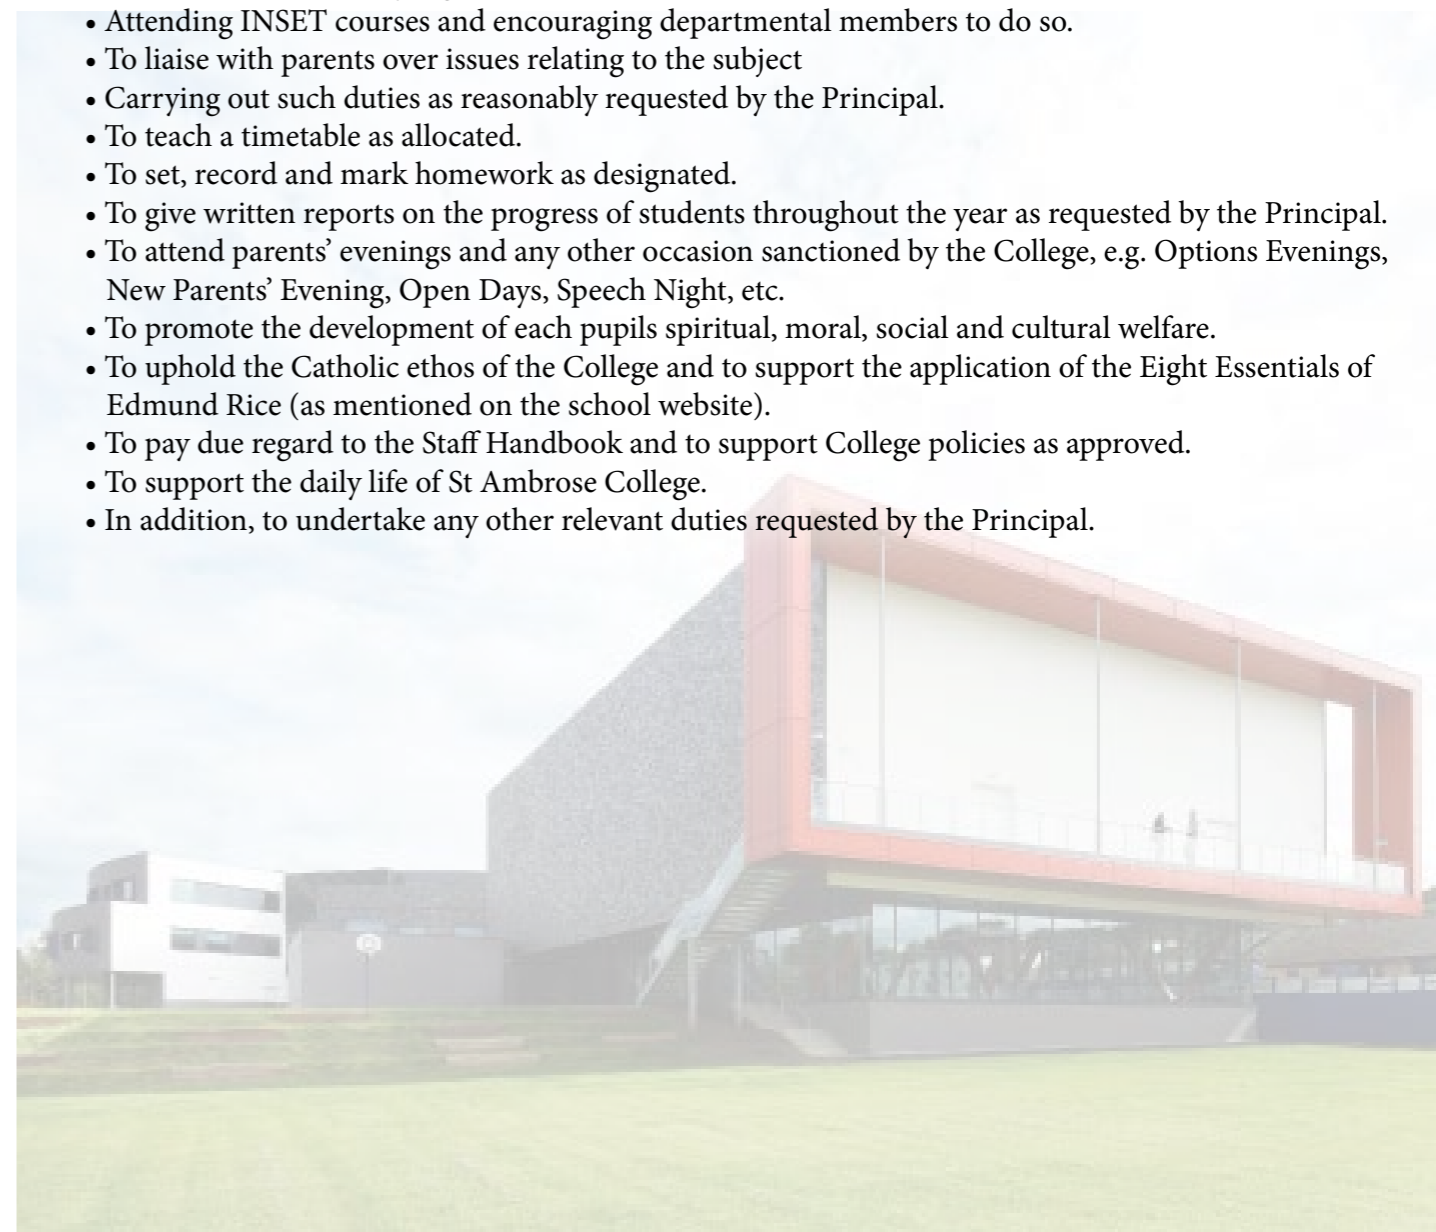 • Attending INSET courses and encouraging departmental members to do so.
• To liaise with parents over issues relating to the subject
• Carrying out such duties as reasonably requested by the Principal.
• To teach a timetable as allocated.
• To set, record and mark homework as designated.
• To give written reports on the progress of students throughout the year as requested by the Principal.
• To attend parents’ evenings and any other occasion sanctioned by the College, e.g. Options Evenings,
New Parents’ Evening, Open Days, Speech Night, etc.
• To promote the development of each pupils spiritual, moral, social and cultural welfare.
• To uphold the Catholic ethos of the College and to support the application of the Eight Essentials of
Edmund Rice (as mentioned on the school website).
• To pay due regard to the Staff Handbook and to support College policies as approved.
• To support the daily life of St Ambrose College.
• In addition, to undertake any other relevant duties requested by the Principal.